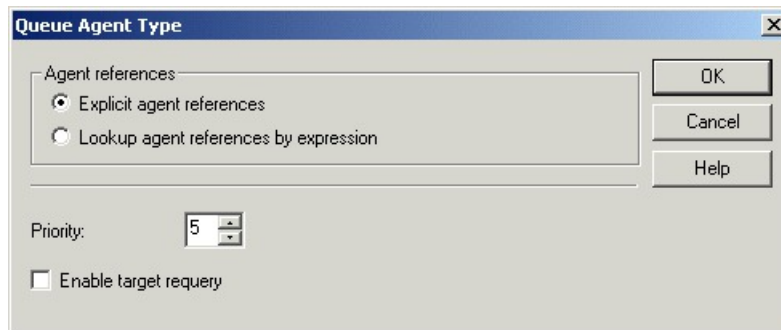 Queue Agent Type
Agent references
Explicit agent references
Lookup agent references by expression
OK
Cancel
Help
Priority: 5
Enable target requery